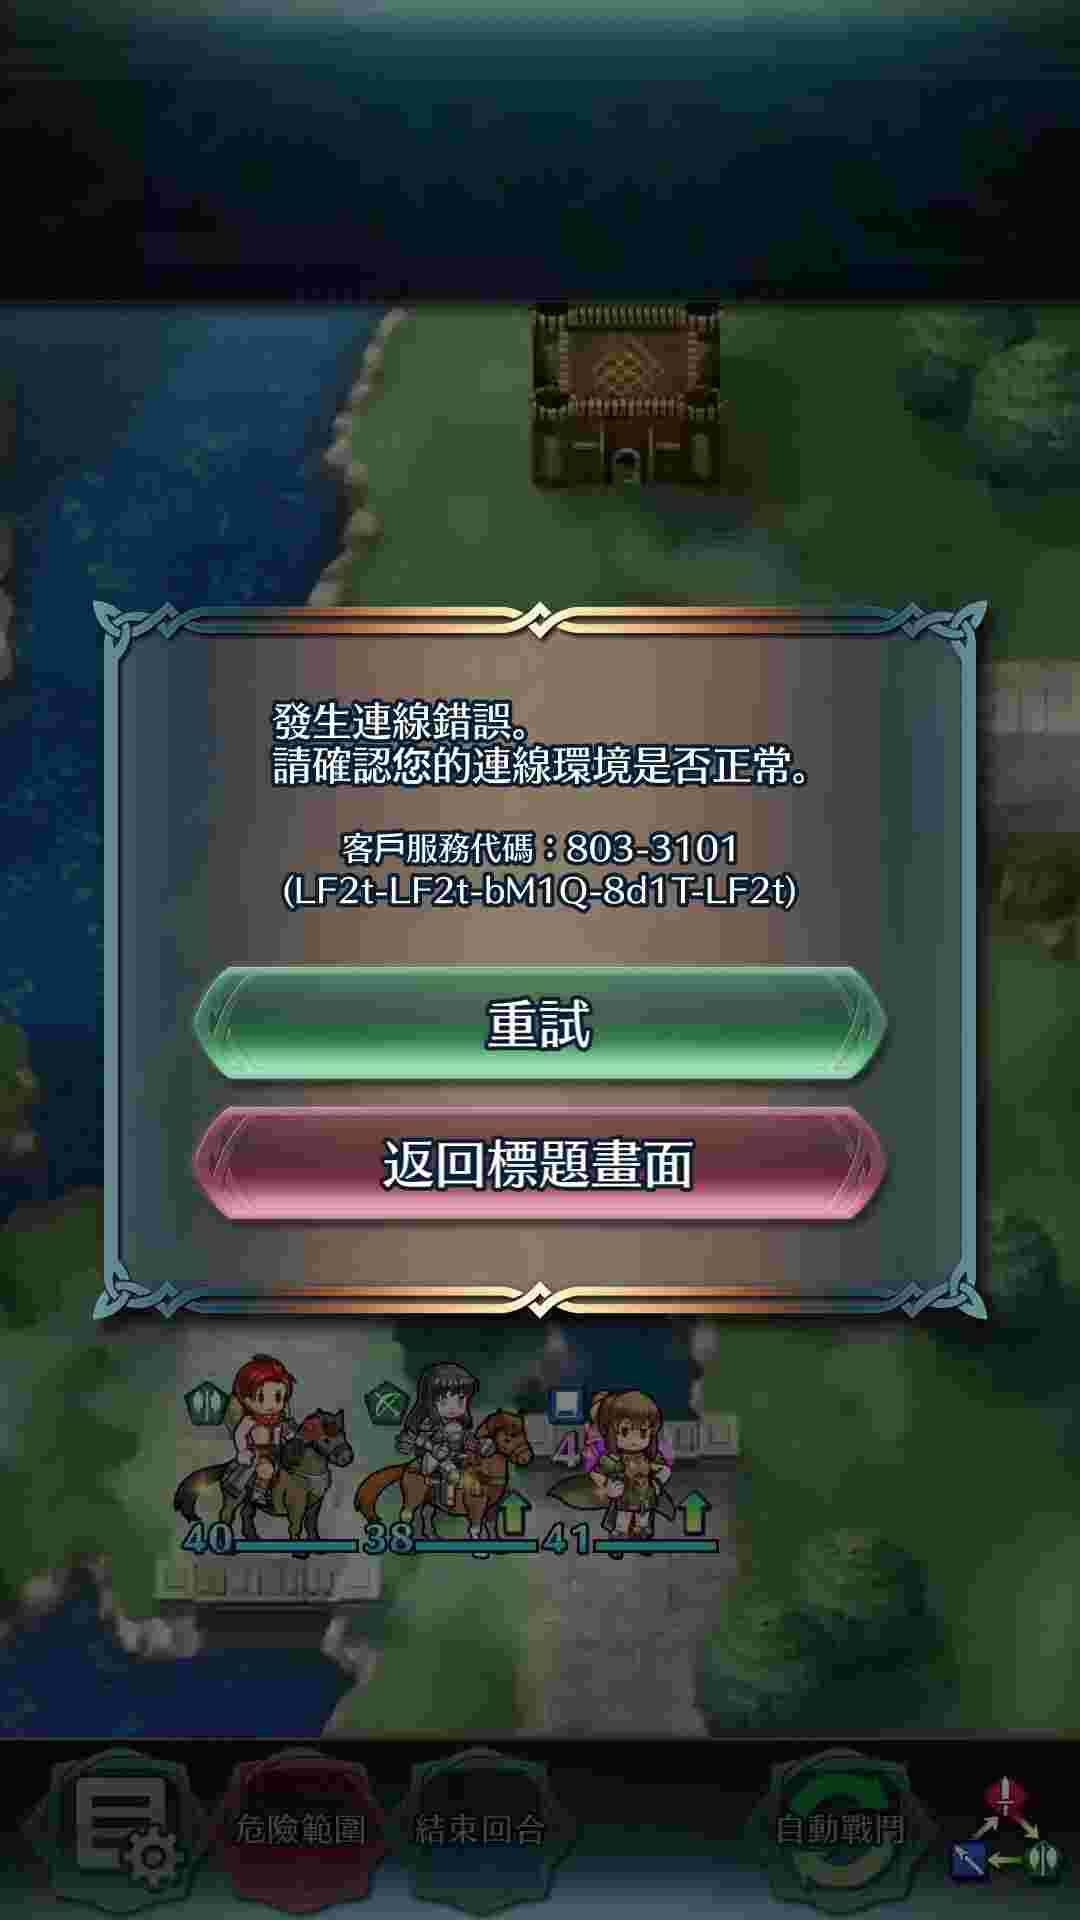 發生連線錯誤。
請確認您的連線環境是否正常。
客戶服務代碼：803-3101
(LF2t-LF2t-bM1Q-8d1T-LF2t)
重試
返回標題畫面
4
40
38
41
危險範圍
結束回合
自動戰鬥